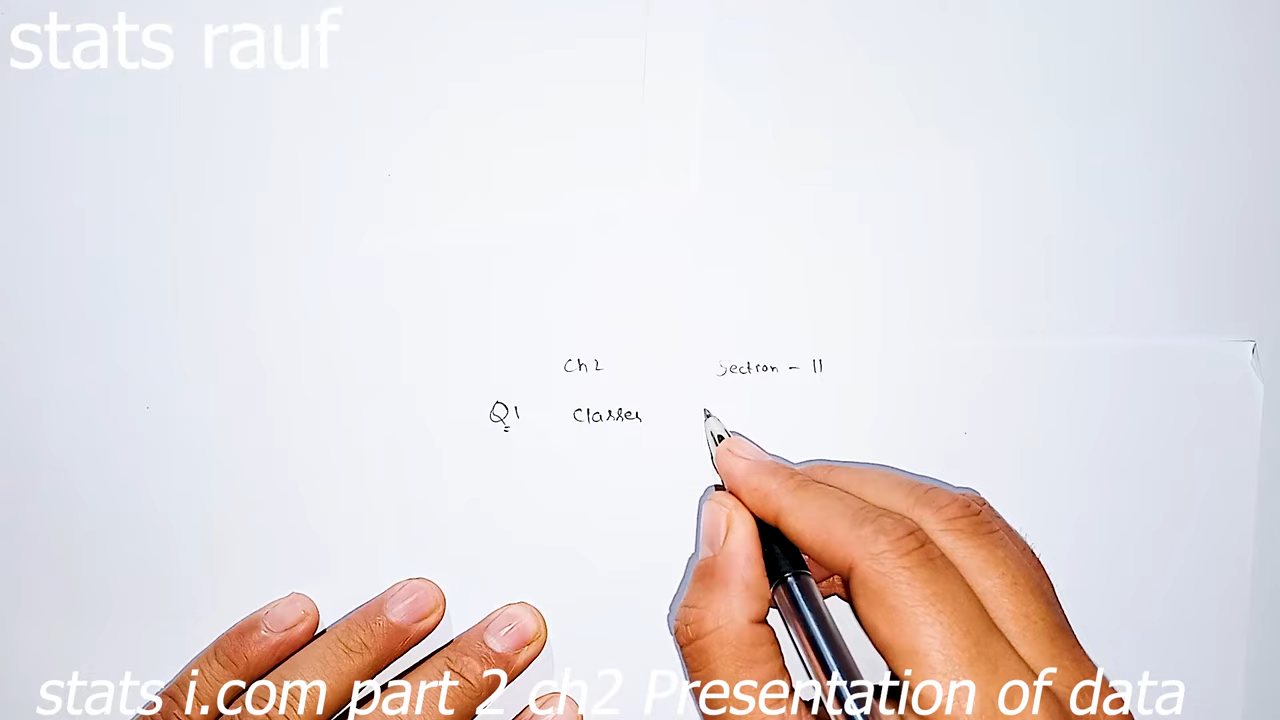 stats rauf
Ch 2 Section - II
Q1 Classes
stats i.com part 2 ch2 Presentation of data